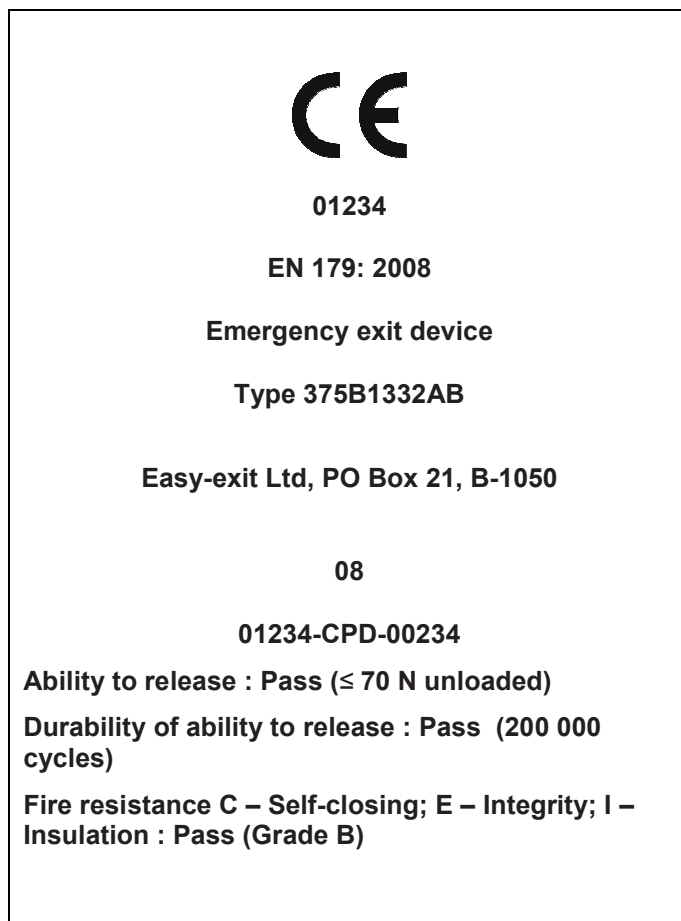 CE
01234
EN 179: 2008
Emergency exit device
Type 375B1332AB
Easy-exit Ltd, PO Box 21, B-1050
08
01234-CPD-00234
Ability to release : Pass (≤ 70 N unloaded)
Durability of ability to release : Pass (200 000
cycles)
Fire resistance C – Self-closing; E – Integrity; I –
Insulation : Pass (Grade B)